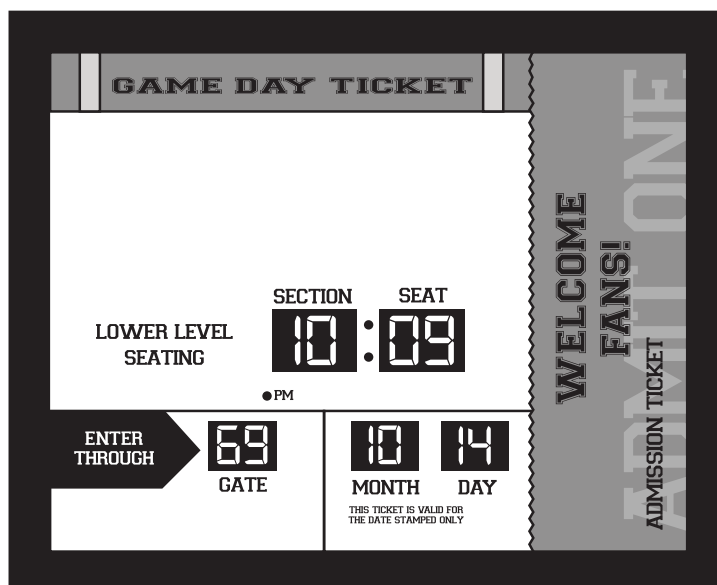 GAME DAY TICKET
SECTION SEAT
LOWER LEVEL
SEATING
10:09
PM
ENTER
THROUGH
69
GATE
10 14
MONTH DAY
THIS TICKET IS VALID FOR
THE DATE STAMPED ONLY
WELCOME
FANS!
ADMIT ONE
ADMISSION TICKET